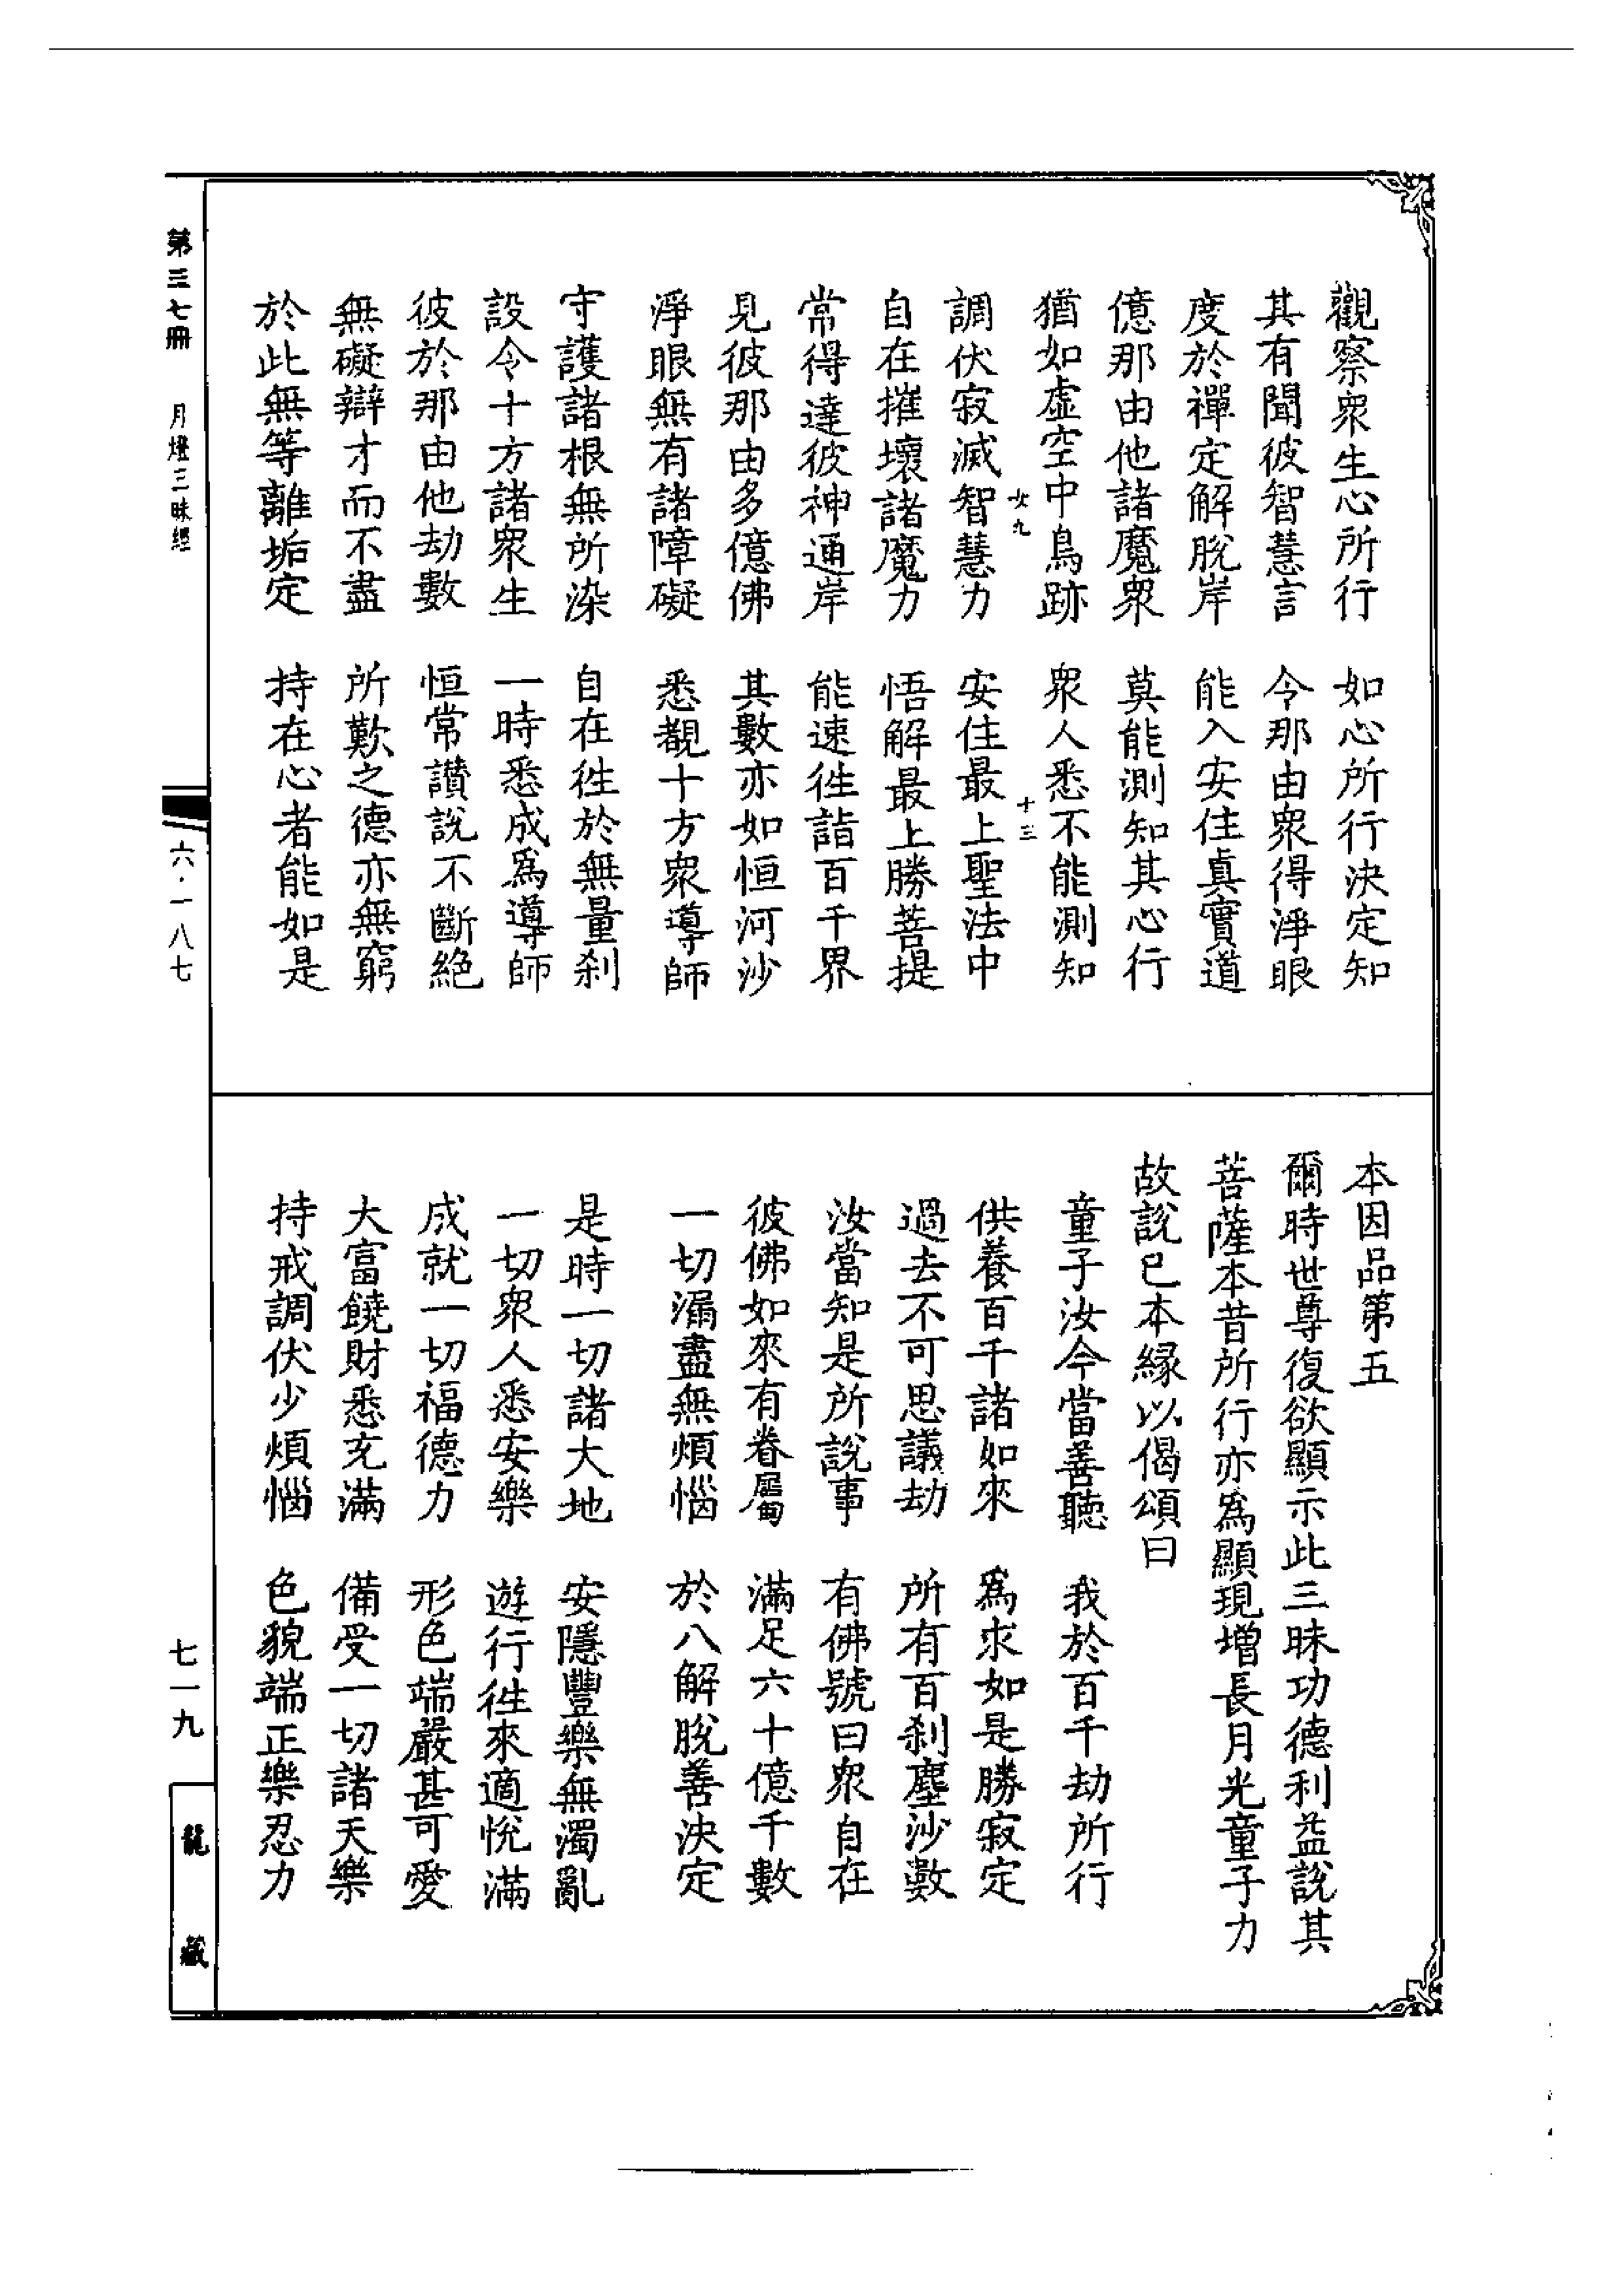 觀察衆生心所行　如心所行決定知
其有聞彼智慧言　令那由衆得淨眼
度於禪定解脫岸　能入安住真實道
億那由他諸魔衆　莫能測知其心行
猶如虛空中鳥跡　衆人悉不能測知
女九　十三
調伏寂滅智慧力　安住最上聖法中
自在摧壞諸魔力　悟解最上勝菩提
常得達彼神通岸　能速徃詣百千界
見彼那由多億佛　其數亦如恒河沙
淨眼無有諸障礙　悉覩十方衆導師
守護諸根無所染　自在徃於無量刹
設令十方諸衆生　一時悉成爲導師
彼於那由他劫數　恒常讚說不斷絕
無礙辯才而不盡　所歎之德亦無窮
於此無等離垢定　持在心者能如是
本因品第五
爾時世尊復欲顯示此三昧功德利益說其
菩薩本昔所行亦爲顯現增長月光童子力
故說已本緣以偈頌曰
童子汝今當善聽　我於百千劫所行
供養百千諸如來　爲求如是勝寂定
過去不可思議劫　所有百刹塵沙數
汝當知是所說事　有佛號曰衆自在
彼佛如來有眷屬　滿足六十億千數
一切漏盡無煩惱　於八解脫善決定
是時一切諸大地　安隱豐樂無濁亂
一切衆人悉安樂　遊行徃來適悅滿
成就一切福德力　形色端嚴甚可愛
大富饒財悉充滿　備受一切諸天樂
持戒調伏少煩惱　色貌端正樂忍力
第三七冊　月燈三昧經
六·一八七
七一九
龍藏